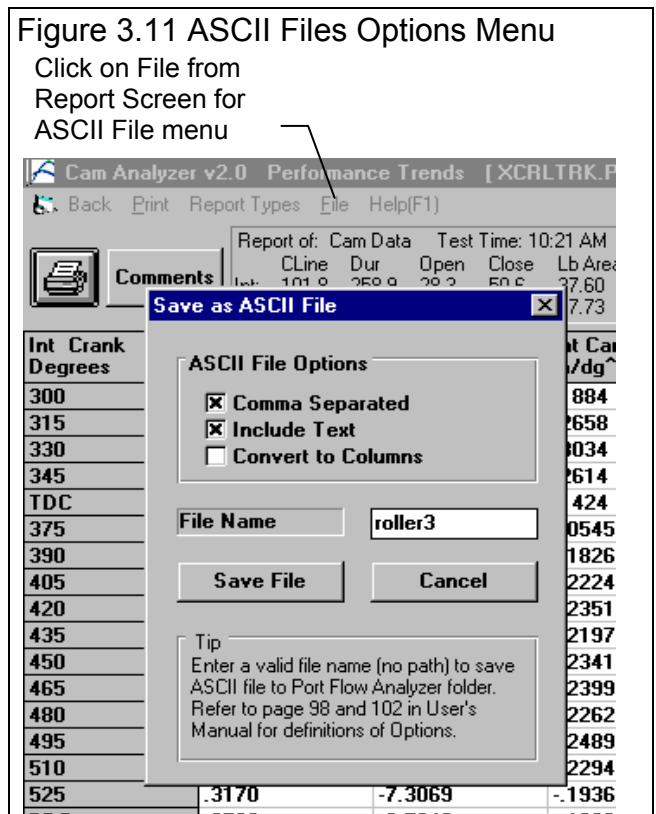 Figure 3.11 ASCII Files Options Menu
Click on File from
Report Screen for
ASCII File menu
Cam Analyzer v2.0 Performance Trends [ XCRLTRK.P
Back Print Report Types File Help(F1)
Report of: Cam Data Test Time: 10:21 AM
CLine Dur Open Close Lb Area
Comments
37.60
7.73
Save as ASCII File
Int Crank
Degrees
ASCII File Options
Comma Separated
Include Text
Convert to Columns
File Name roller3
Save File Cancel
Tip
Enter a valid file name (no path) to save
ASCII file to Port Flow Analyzer folder.
Refer to page 98 and 102 in User's
Manual for definitions of Options.
300 884
315 2658
330
345 2614
TDC 424
375 0545
390 1826
405 2224
420 2351
435 2197
450 2341
465 2399
480 2262
495 2489
510 2294
525 .3170 -7.3069 -.1936